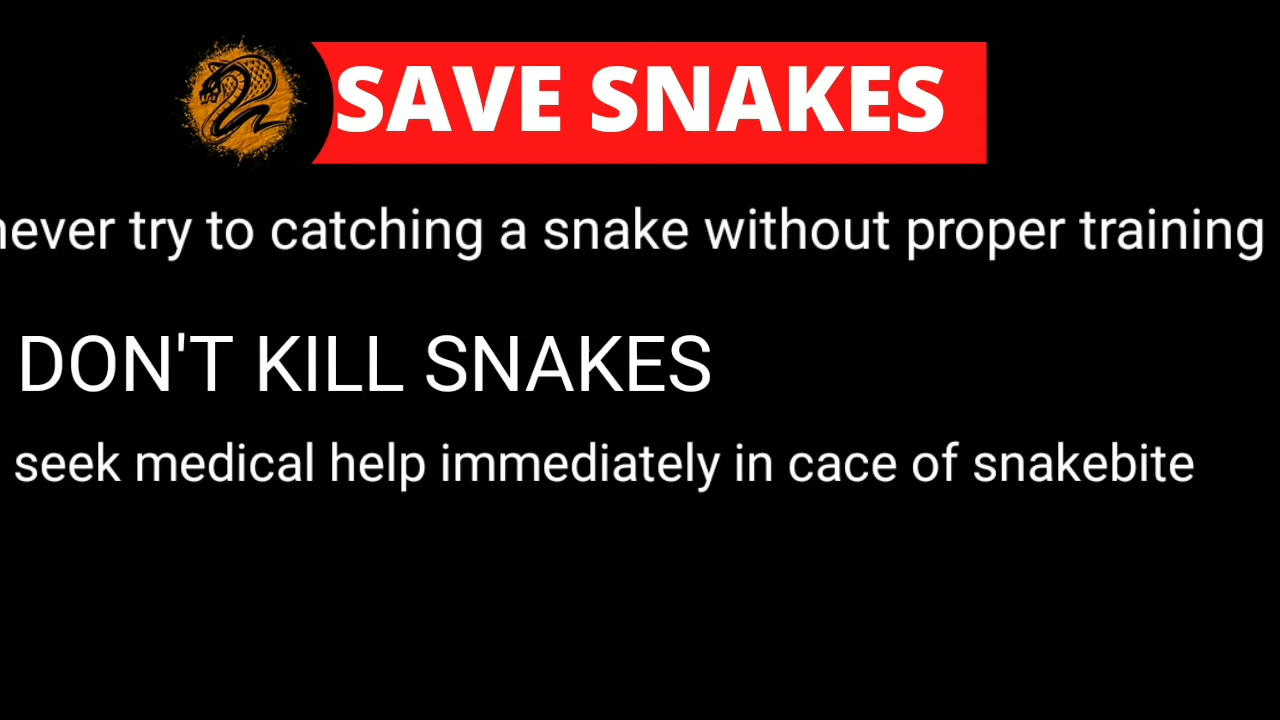 SAVE SNAKES
never try to catching a snake without proper training
DON'T KILL SNAKES
seek medical help immediately in cace of snakebite